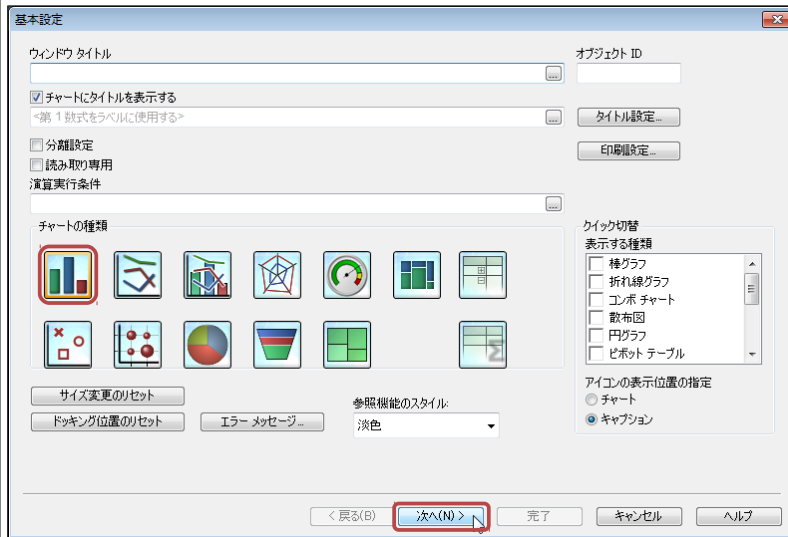 基本設定
ウィンドウ タイトル
オブジェクト ID
...
チャートにタイトルを表示する
<第 1 数式をラベルに使用する>
...
タイトル設定...
分離設定
印刷設定...
読み取り専用
演算実行条件
...
チャートの種類
クイック切替
表示する種類
棒グラフ
折れ線グラフ
コンボ チャート
散布図
円グラフ
ピボット テーブル
サイズ変更のリセット
ドッキング位置のリセット
エラー メッセージ...
参照機能のスタイル:
淡色
アイコンの表示位置の指定
チャート
キャプション
< 戻る(B)
次へ(N) >
完了
キャンセル
ヘルプ